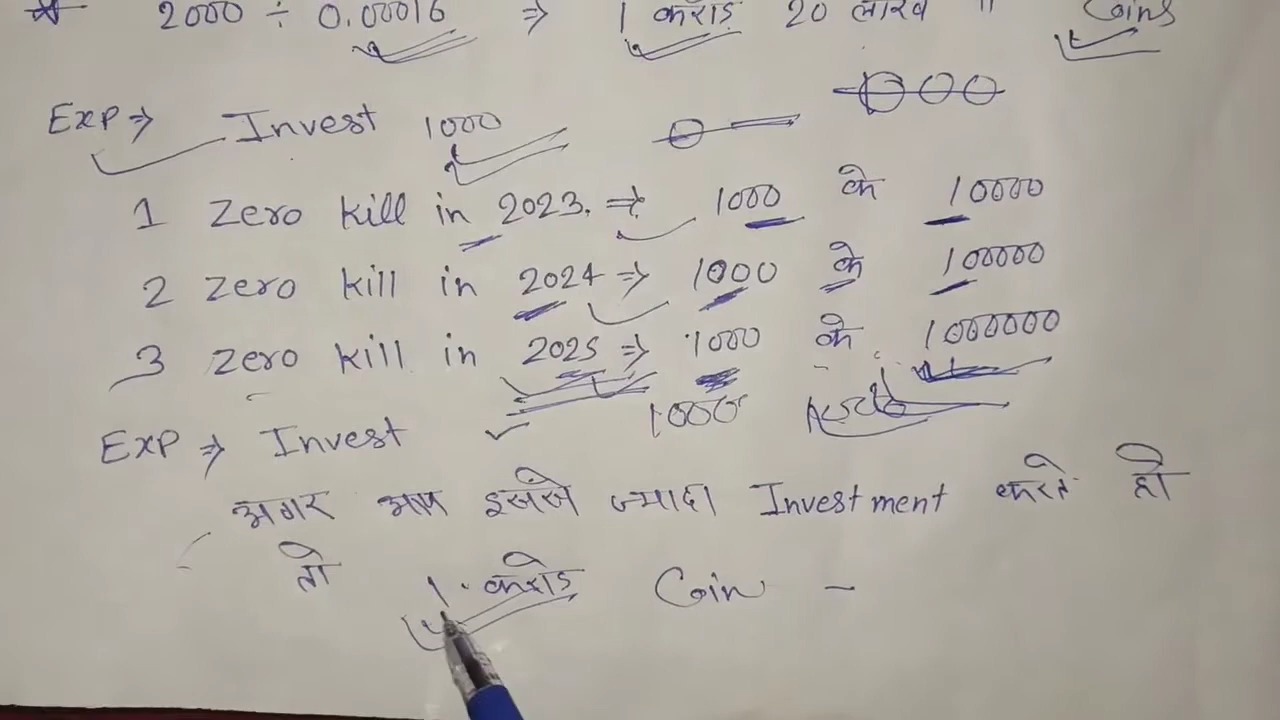 2000 ÷ 0.00016 ⇒ 1 करोड़ 20 लाख " Coins
Exp ⇒ Invest 1000
1 Zero kill in 2023. ⇒ 1000 के 10000
2 Zero kill in 2024 ⇒ 1000 के 100000
3 Zero kill in 2025 ⇒ 1000 के 1000000
1000
Exp ⇒ Invest
अगर आप इससे ज्यादा Investment करते हो
तो 1 करोड़ Coin -